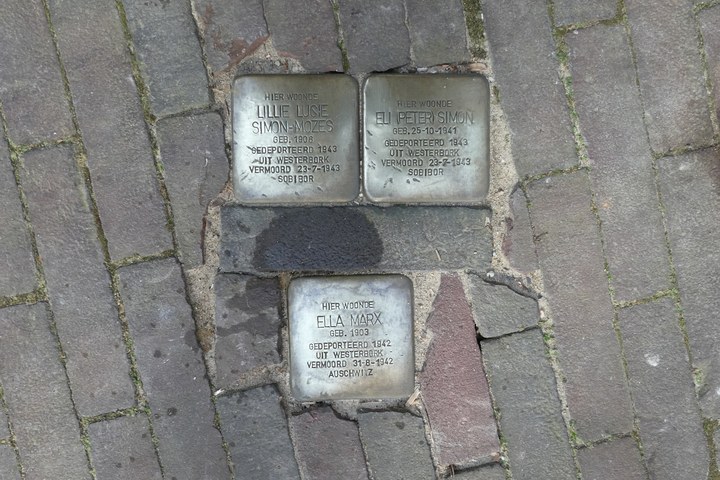 HIER WOONDE
LILLIE LUSIE
SIMON-MOZES
GEB. 1908
GEDEPORTEERD 1943
UIT WESTERBORK
VERMOORD 23-7-1943
SOBIBOR
HIER WOONDE
ELI (PETER) SIMON
GEB. 25-10-1941
GEDEPORTEERD 1943
UIT WESTERBORK
VERMOORD 23-7-1943
SOBIBOR
HIER WOONDE
ELLA MARX
GEB. 1903
GEDEPORTEERD 1942
UIT WESTERBORK
VERMOORD 31-8-1942
AUSCHWITZ